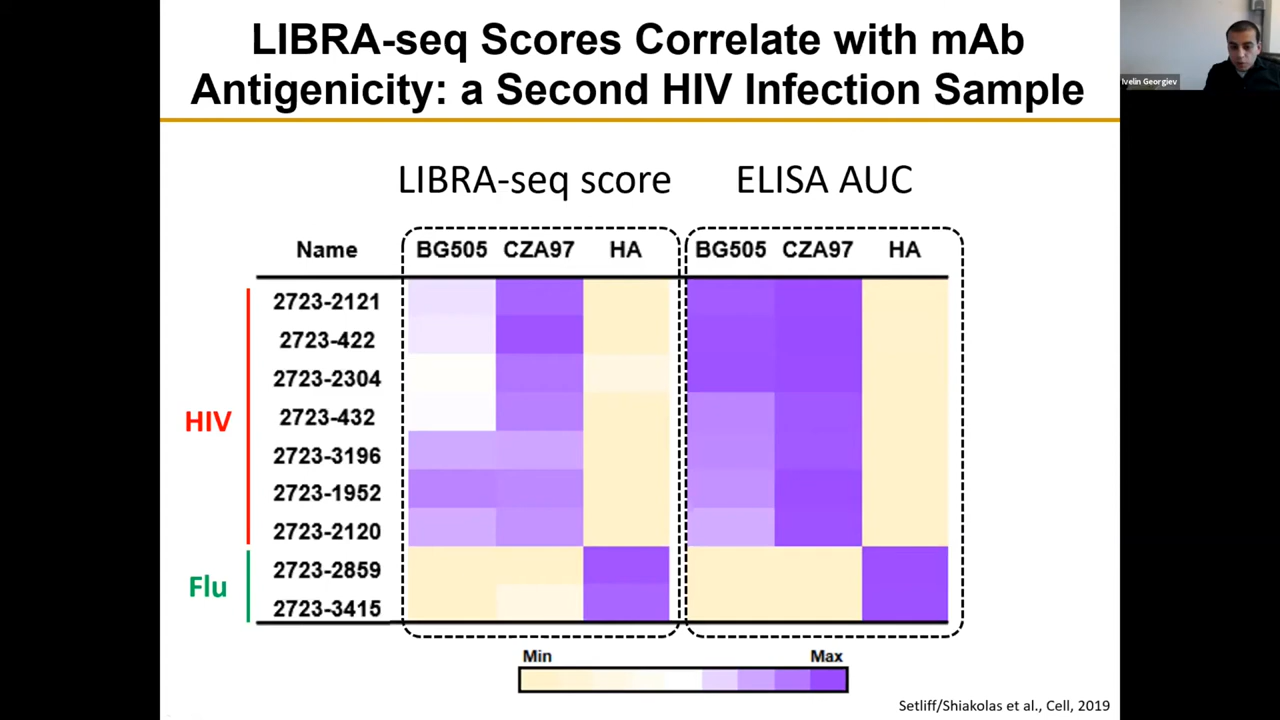 LIBRA-seq Scores Correlate with mAb
Antigenicity: a Second HIV Infection Sample
Ivelin Georgiev
LIBRA-seq score ELISA AUC
Name BG505 CZA97 HA BG505 CZA97 HA
2723-2121
2723-422
2723-2304
2723-432
HIV
2723-3196
2723-1952
2723-2120
2723-2859
Flu
2723-3415
Min Max
Setliff/Shiakolas et al., Cell, 2019